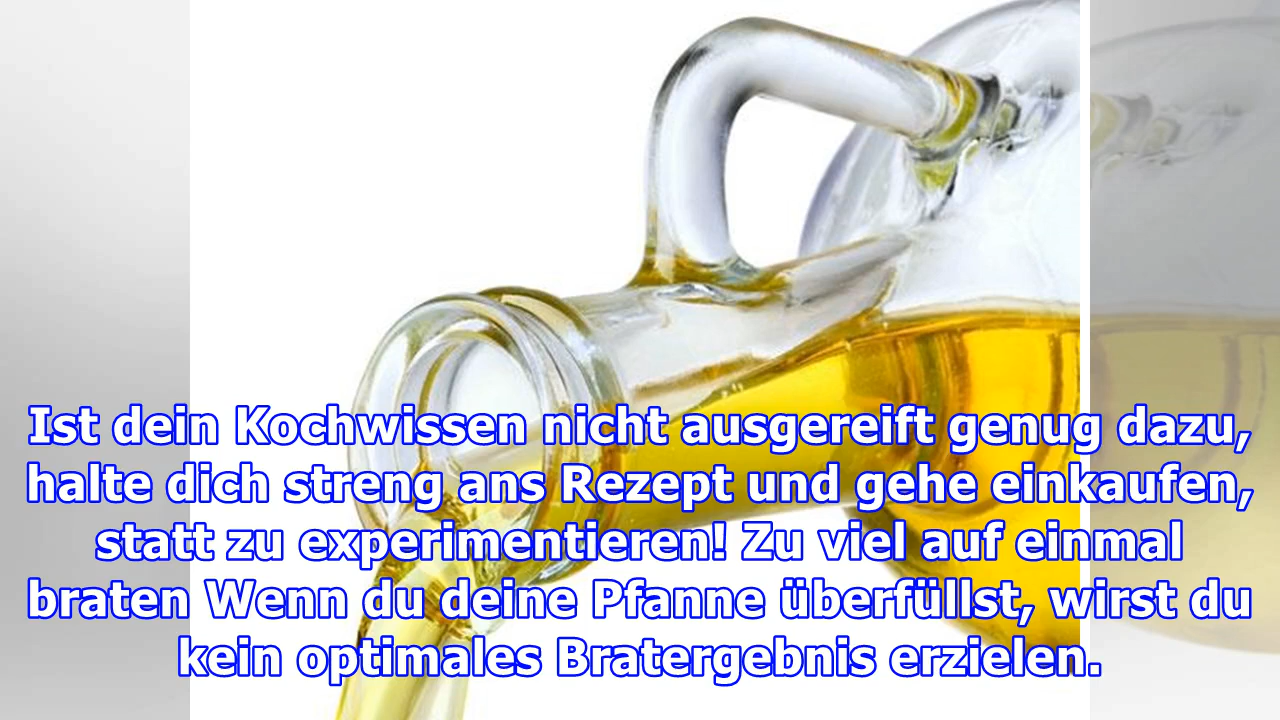 Ist dein Kochwissen nicht ausgereift genug dazu,
halte dich streng ans Rezept und gehe einkaufen,
statt zu experimentieren! Zu viel auf einmal
braten Wenn du deine Pfanne überfüllst, wirst du
kein optimales Bratergebnis erzielen.